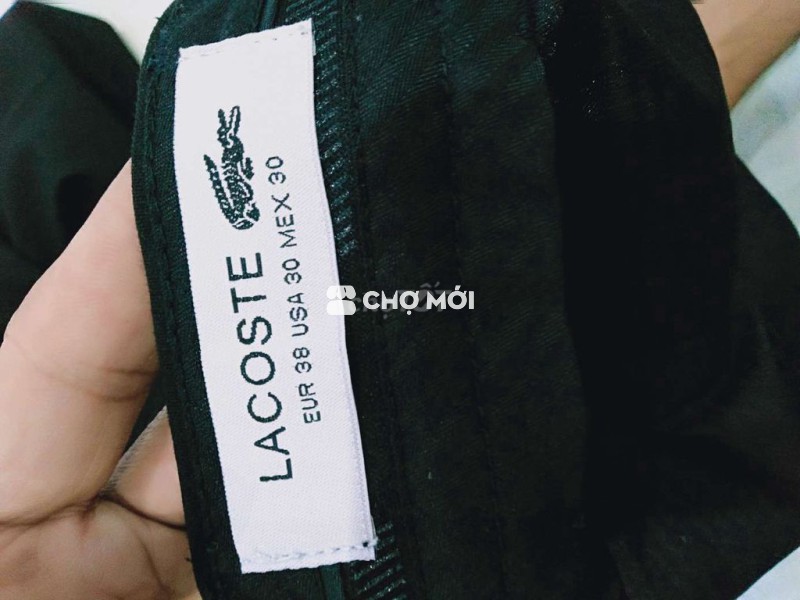 LACOSTE
EUR 38 USA 30 MEX 30
CHỢ MỚI